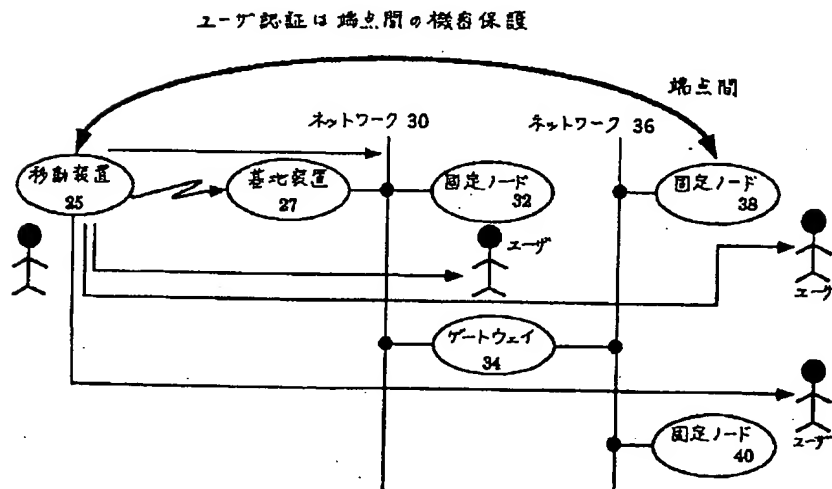 ユーザ認証は端点間の機密保護
端点間
ネットワーク 30
ネットワーク 36
移動装置
25
基地装置
27
固定ノード
32
固定ノード
38
ユーザ
ユーザ
ゲートウェイ
34
ユーザ
固定ノード
40